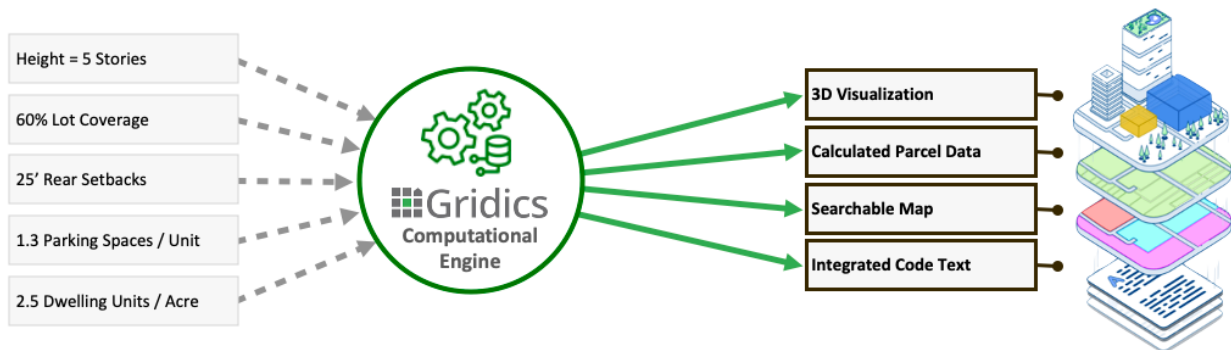 Height = 5 Stories
60% Lot Coverage
25’ Rear Setbacks
1.3 Parking Spaces / Unit
2.5 Dwelling Units / Acre
Gridics
Computational
Engine
3D Visualization
Calculated Parcel Data
Searchable Map
Integrated Code Text
A